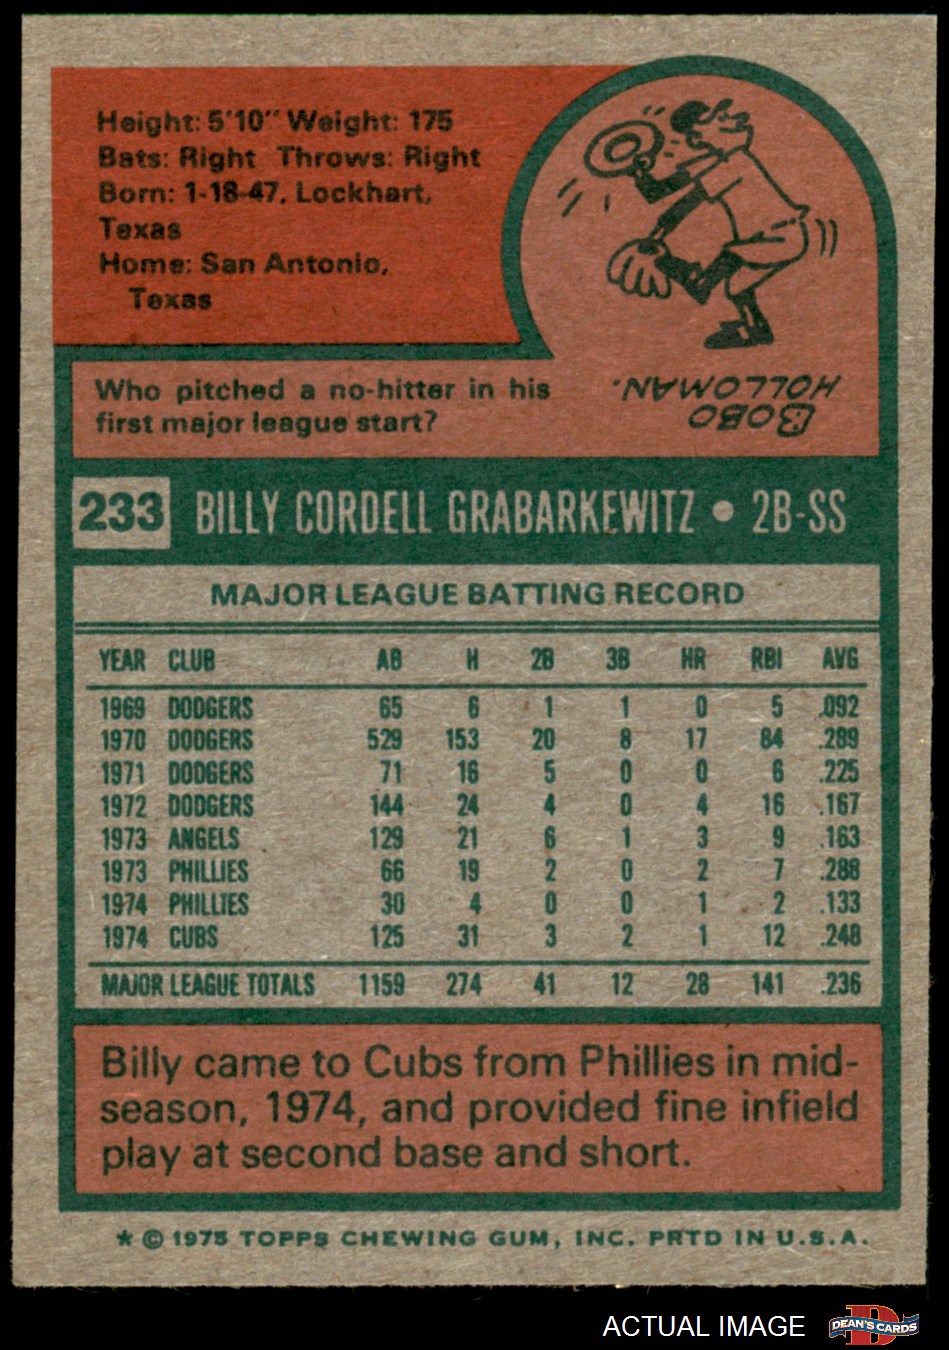 Height: 5'10" Weight: 175
Bats: Right Throws: Right
Born: 1-18-47, Lockhart,
Texas
Home: San Antonio,
Texas
Who pitched a no-hitter in his
first major league start?
BOBO
HOLLOMAN.
233 BILLY CORDELL GRABARKEWITZ • 2B-SS
MAJOR LEAGUE BATTING RECORD
YEAR CLUB AB H 2B 3B HR RBI AVG
1969 DODGERS 65 6 1 1 0 5 .092
1970 DODGERS 529 153 20 8 17 84 .289
1971 DODGERS 71 16 5 0 0 6 .225
1972 DODGERS 144 24 4 0 4 16 .167
1973 ANGELS 129 21 6 1 3 9 .163
1973 PHILLIES 66 19 2 0 2 7 .288
1974 PHILLIES 30 4 0 0 1 2 .133
1974 CUBS 125 31 3 2 1 12 .248
MAJOR LEAGUE TOTALS 1159 274 41 12 28 141 .236
Billy came to Cubs from Phillies in mid-
season, 1974, and provided fine infield
play at second base and short.
* © 1975 TOPPS CHEWING GUM, INC. PRTD IN U.S.A.
ACTUAL IMAGE DEAN'S CARDS